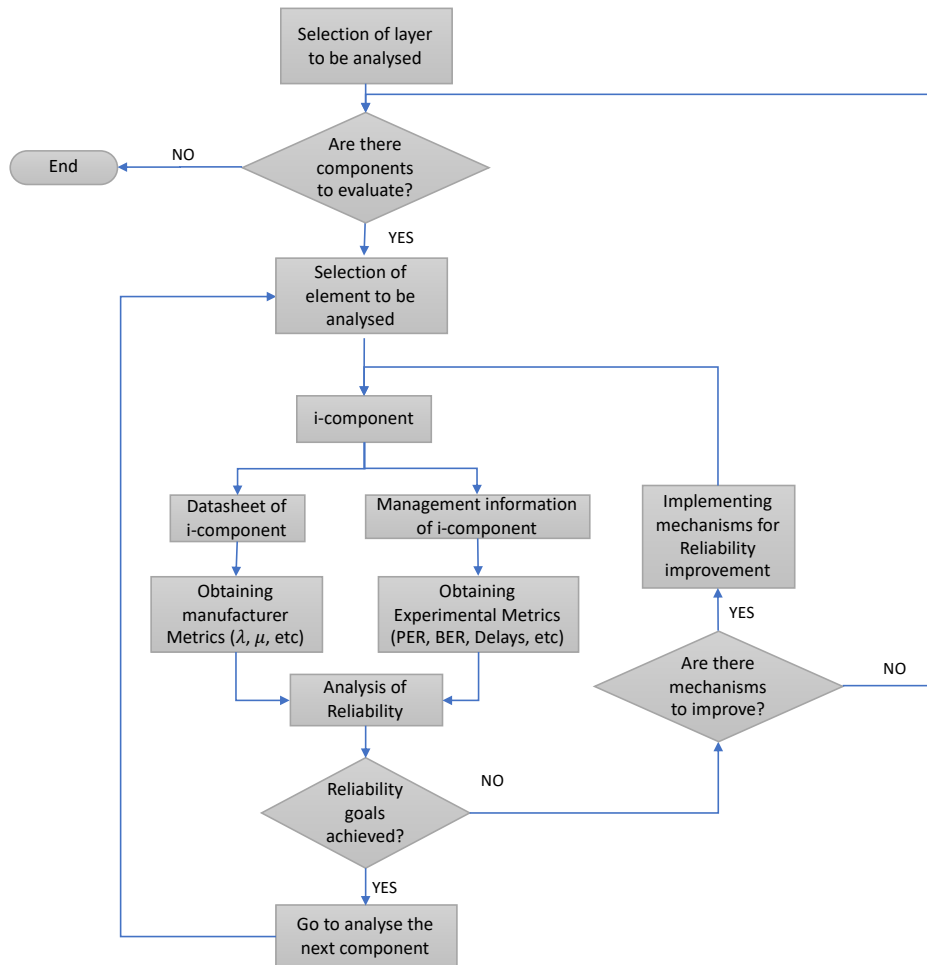 Selection of layer
to be analysed
Are there
components
to evaluate?
NO
End
YES
Selection of
element to be
analysed
i-component
Datasheet of
i-component
Management information
of i-component
Implementing
mechanisms for
Reliability
improvement
Obtaining
manufacturer
Metrics (λ, μ, etc)
Obtaining
Experimental Metrics
(PER, BER, Delays, etc)
YES
Are there
mechanisms
to improve?
NO
Analysis of
Reliability
Reliability
goals
achieved?
NO
YES
Go to analyse the
next component